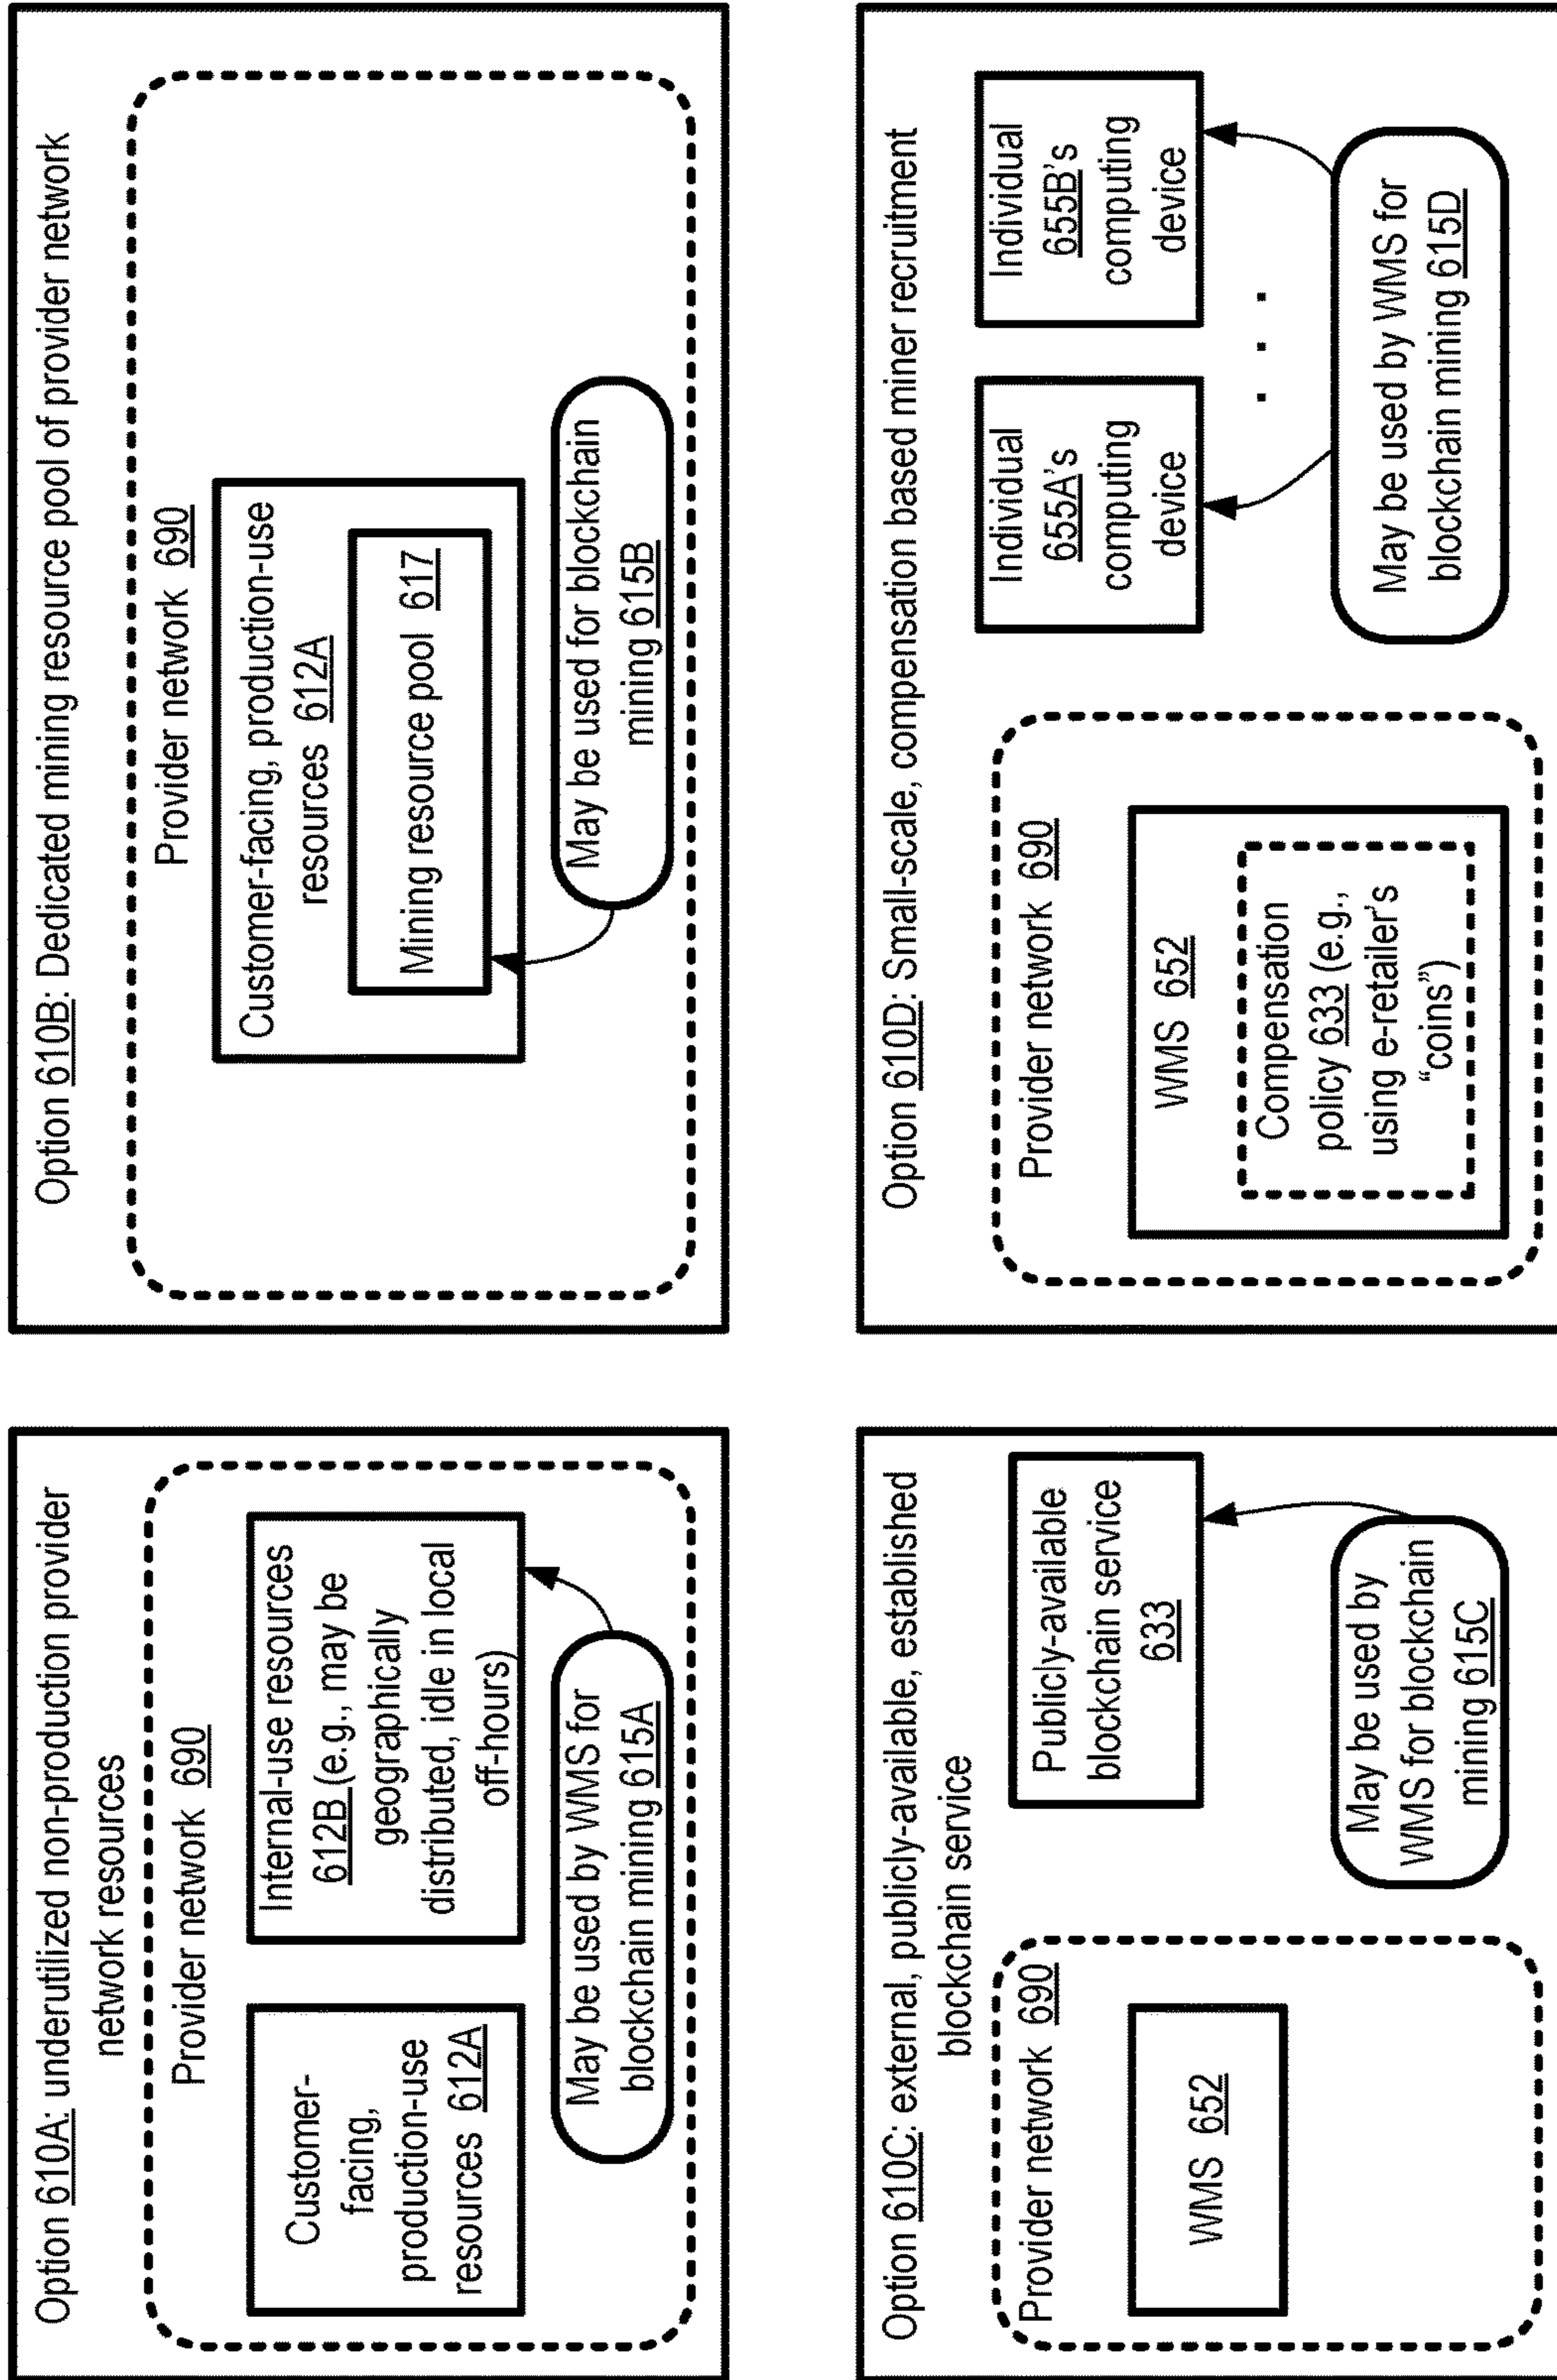 Option 610A: underutilized non-production provider
network resources
Provider network 690
Customer-
facing,
production-use
resources 612A
Internal-use resources
612B (e.g., may be
geographically
distributed, idle in local
off-hours)
May be used by WMS for
blockchain mining 615A
Option 610B: Dedicated mining resource pool of provider network
Provider network 690
Customer-facing, production-use
resources 612A
Mining resource pool 617
May be used for blockchain
mining 615B
Option 610C: external, publicly-available, established
blockchain service
Provider network 690
WMS 652
Publicly-available
blockchain service
633
May be used by
WMS for blockchain
mining 615C
Option 610D: Small-scale, compensation based miner recruitment
Provider network 690
WMS 652
Compensation
policy 633 (e.g.,
using e-retailer's
“coins”)
Individual
655A's
computing
device
Individual
655B's
computing
device
. . .
May be used by WMS for
blockchain mining 615D